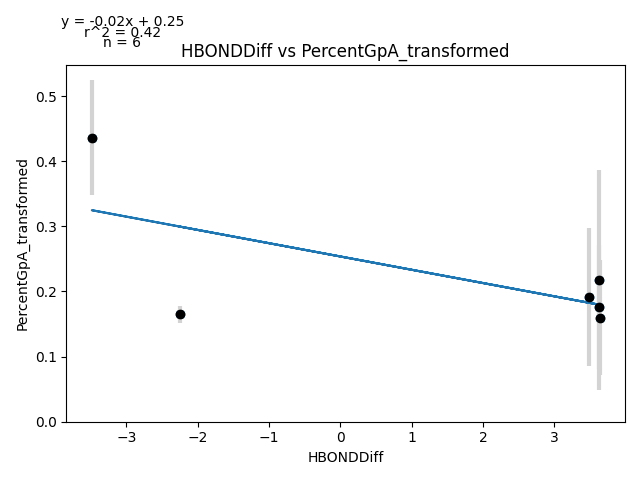 y = -0.02x + 0.25
r^2 = 0.42
n = 6
HBONDDiff vs PercentGpA_transformed
PercentGpA_transformed
0.5
0.4
0.3
0.2
0.1
0.0
−3 −2 −1 0 1 2 3
HBONDDiff